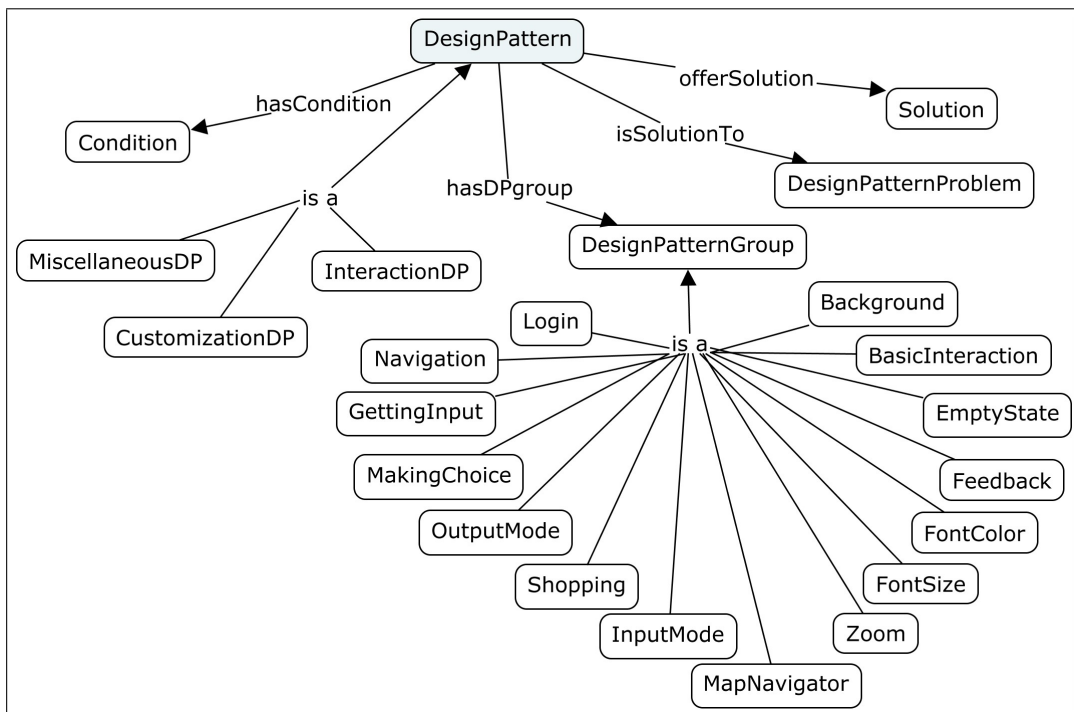 DesignPattern
offerSolution
hasCondition
Solution
isSolutionTo
Condition
DesignPatternProblem
hasDPgroup
is a
DesignPatternGroup
MiscellaneousDP
InteractionDP
Background
Login
CustomizationDP
is a
Navigation
BasicInteraction
GettingInput
EmptyState
MakingChoice
Feedback
OutputMode
FontColor
Shopping
FontSize
InputMode
Zoom
MapNavigator